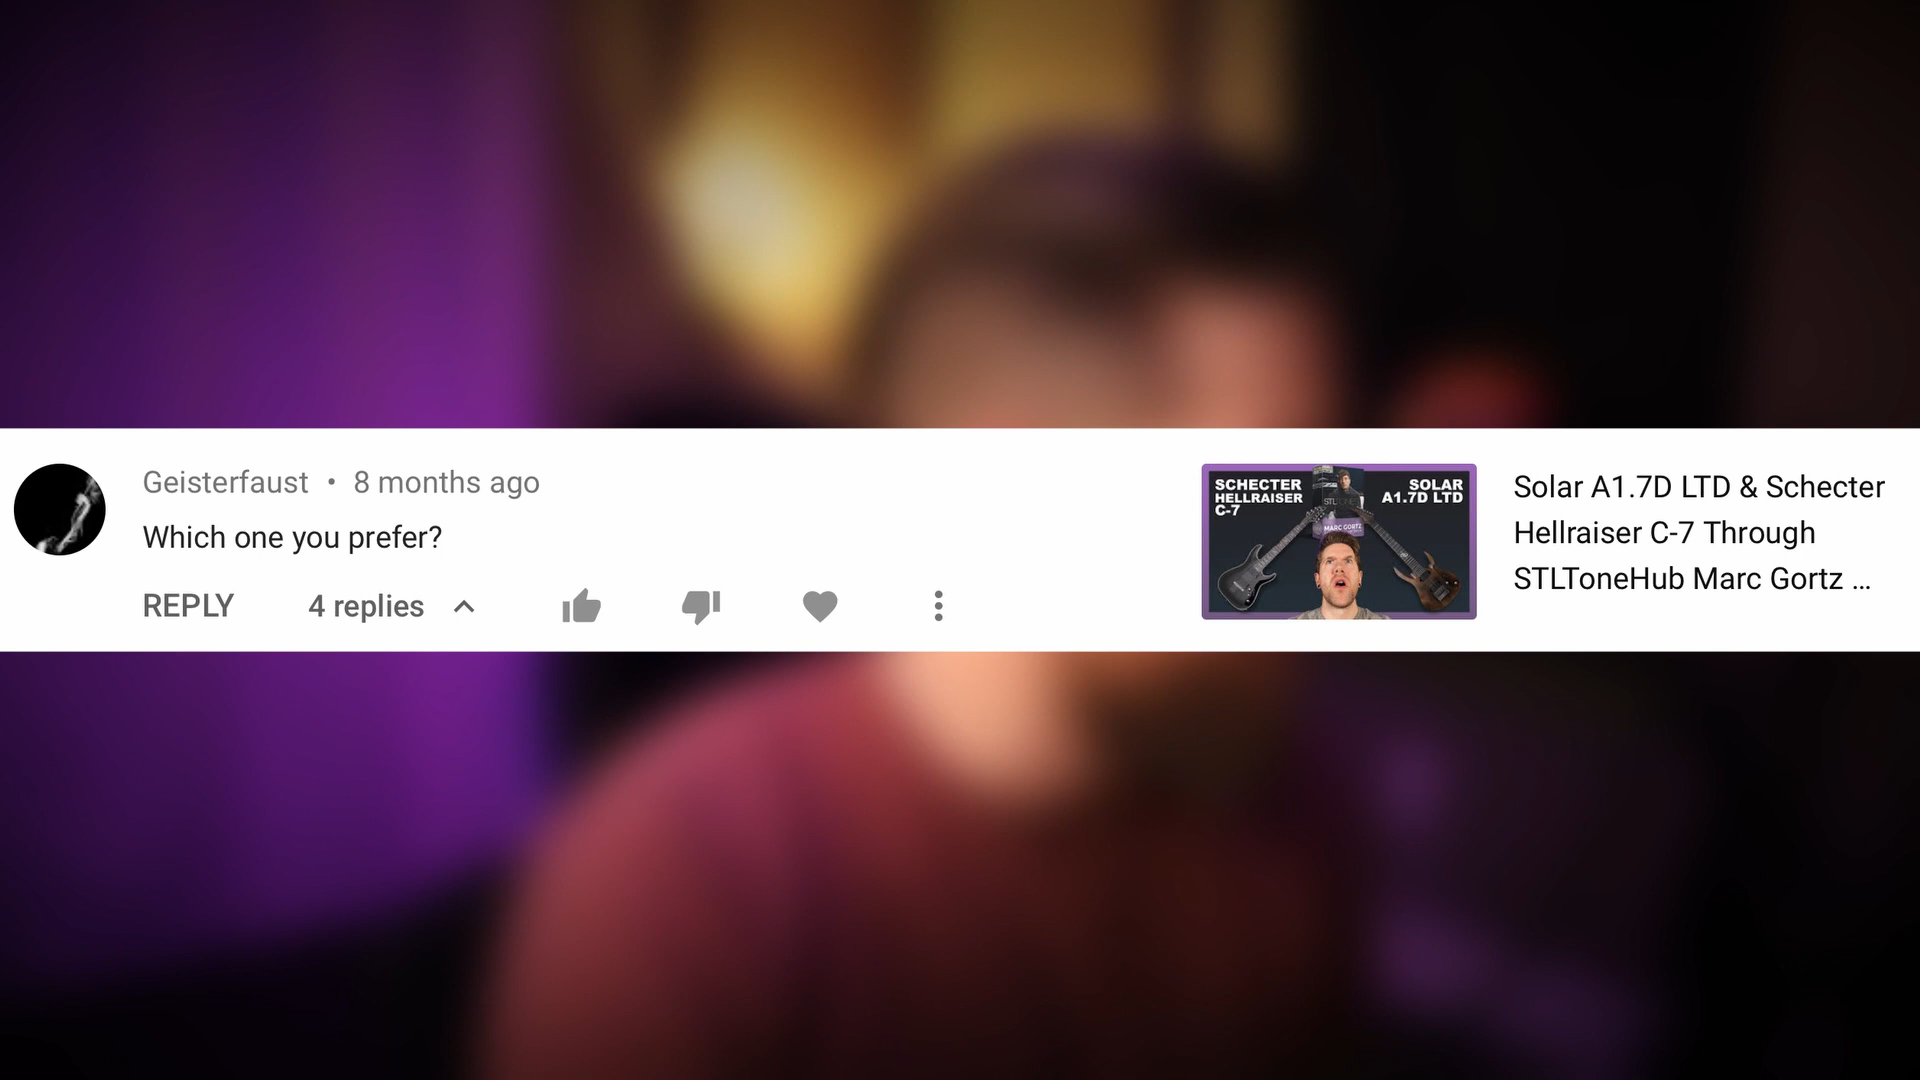 Geisterfaust • 8 months ago
Which one you prefer?
REPLY 4 replies
SCHECTER
HELLRAISER
C-7
SOLAR
A1.7D LTD
STLTONE
MARC GORTZ
Solar A1.7D LTD & Schecter
Hellraiser C-7 Through
STLToneHub Marc Gortz ...